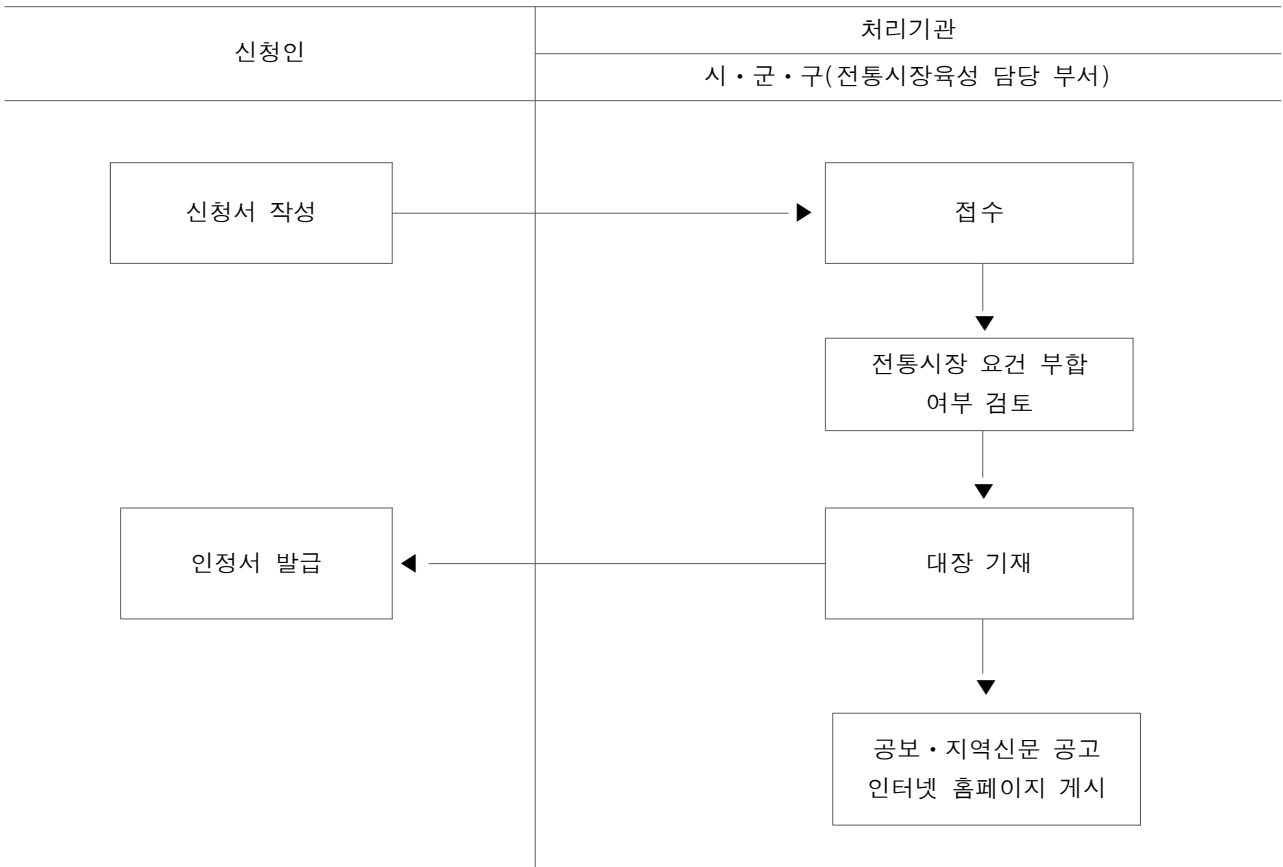 신청인
처리기관
시・군・구(전통시장육성 담당 부서)
신청서 작성
접수
전통시장 요건 부합
여부 검토
인정서 발급
대장 기재
공보・지역신문 공고
인터넷 홈페이지 게시